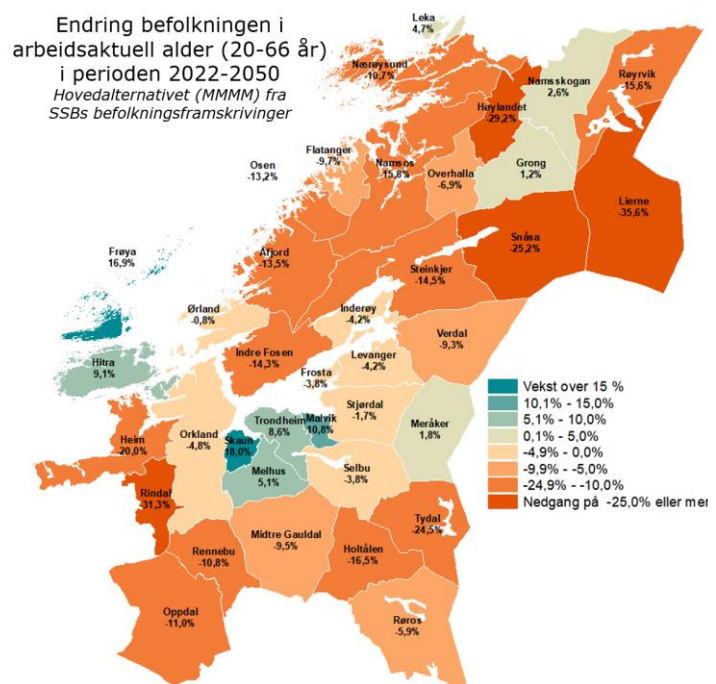 Endring befolkningen i
arbeidsaktuell alder (20-66 år)
i perioden 2022-2050
Hovedalternativet (MMMM) fra
SSBs befolkningsframskrivinger
Leka
4,7%
Nærøysund
-10,7%
Namsskogan
2,6%
Røyrvik
-15,6%
Høylandet
-29,2%
Flatanger
-9,7%
Osen
-13,2%
Namsos
-15,8%
Overhalla
-6,9%
Grong
1,2%
Lierne
-35,6%
Snåsa
-25,2%
Frøya
16,9%
Åfjord
-13,5%
Steinkjer
-14,5%
Ørland
-0,8%
Inderøy
-4,2%
Verdal
-9,3%
Hitra
9,1%
Indre Fosen
-14,3%
Levanger
-4,2%
Frosta
-3,8%
Stjørdal
-1,7%
Trondheim
8,6%
Malvik
10,8%
Meråker
1,8%
Heim
-20,0%
Orkland
-4,8%
Skaun
18,0%
Melhus
5,1%
Selbu
-3,8%
Rindal
-31,3%
Midtre Gauldal
-9,5%
Tydal
-24,5%
Rennebu
-10,8%
Holtålen
-16,5%
Oppdal
-11,0%
Røros
-5,9%
Vekst over 15 %
10,1% - 15,0%
5,1% - 10,0%
0,1% - 5,0%
-4,9% - 0,0%
-9,9% - -5,0%
-24,9% - -10,0%
Nedgang på -25,0% eller mer